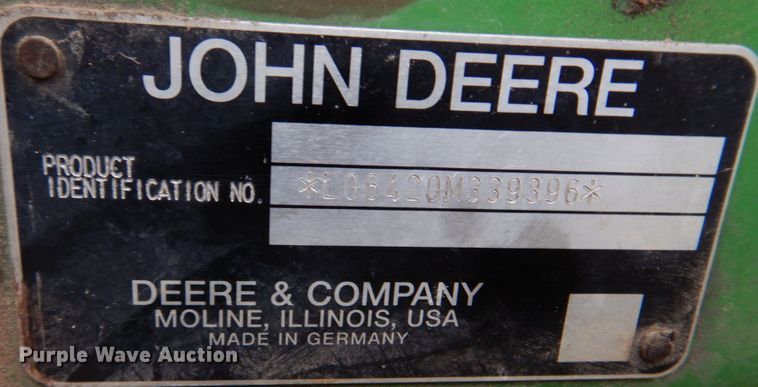 JOHN DEERE
PRODUCT
IDENTIFICATION NO. *L06420M339396*
DEERE & COMPANY
MOLINE, ILLINOIS, USA
MADE IN GERMANY
Purple Wave Auction